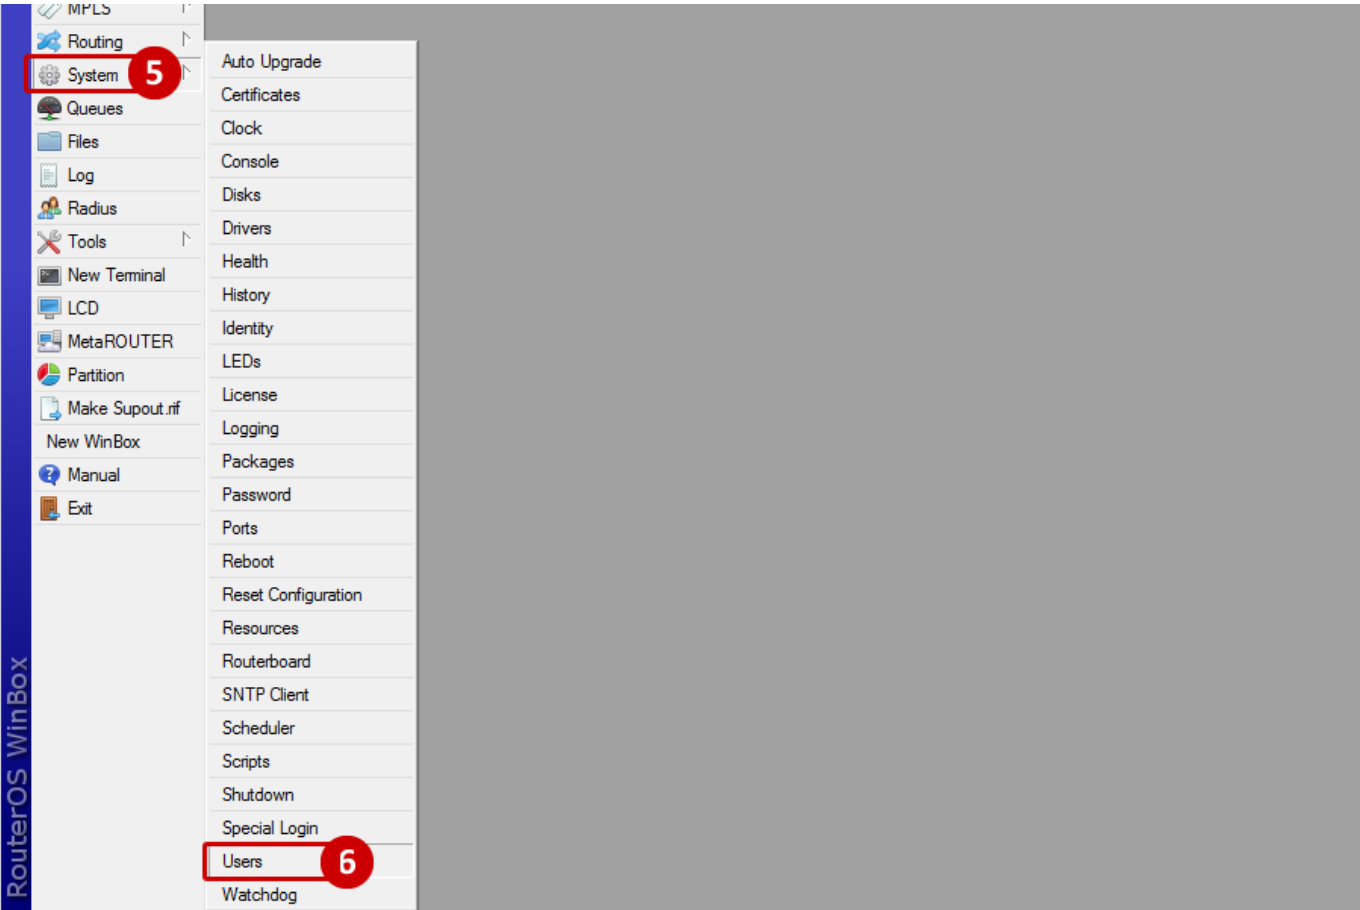 MPLS
Routing
System
5
Queues
Files
Log
Radius
Tools
New Terminal
LCD
MetaROUTER
Partition
Make Supout.rif
New WinBox
Manual
Exit
Auto Upgrade
Certificates
Clock
Console
Disks
Drivers
Health
History
Identity
LEDs
License
Logging
Packages
Password
Ports
Reboot
Reset Configuration
Resources
Routerboard
SNTP Client
Scheduler
Scripts
Shutdown
Special Login
Users
6
Watchdog
RouterOS WinBox